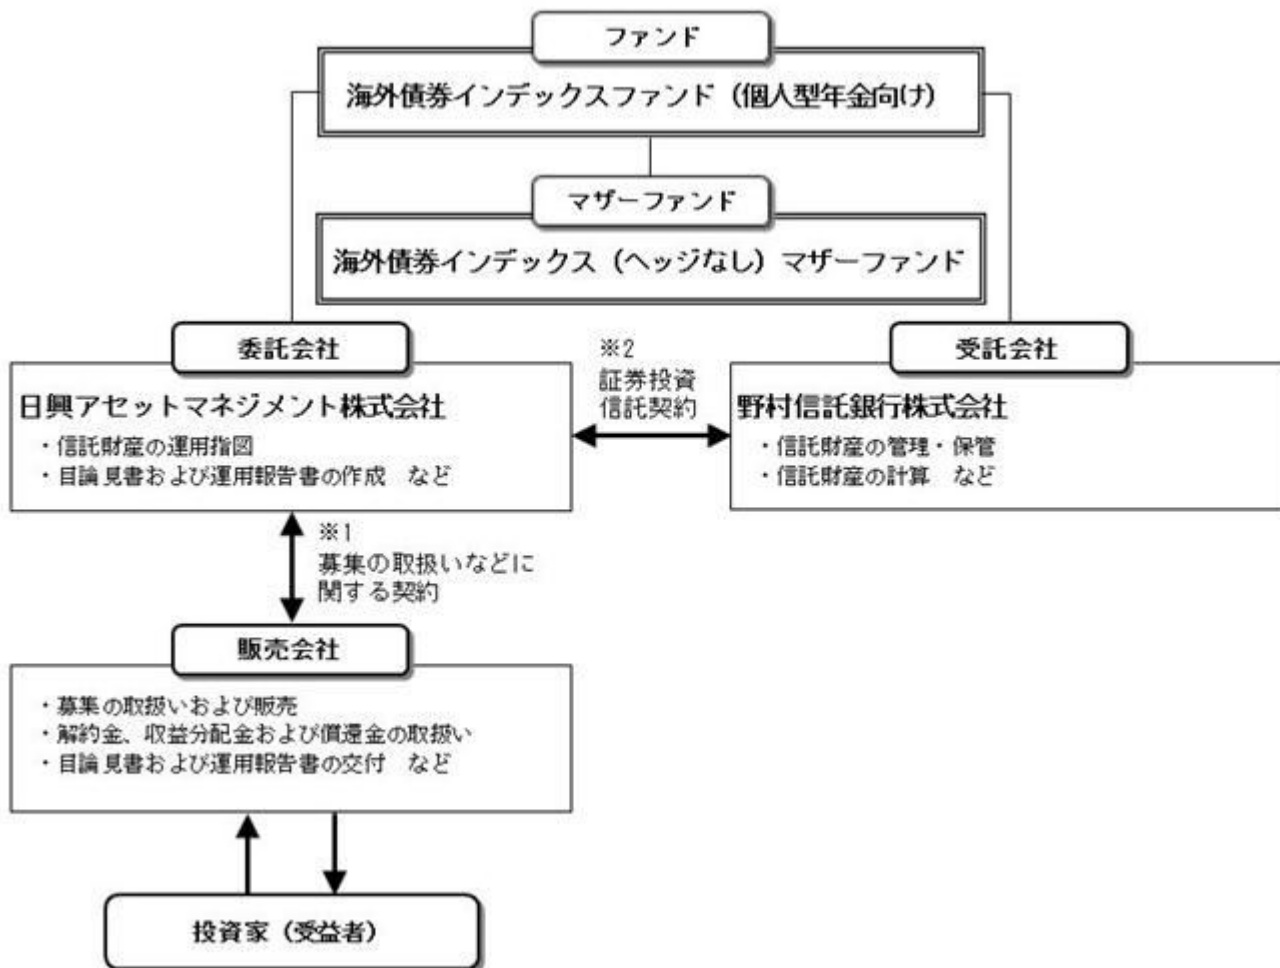 ファンド
海外債券インデックスファンド（個人型年金向け）
マザーファンド
海外債券インデックス（ヘッジなし）マザーファンド
委託会社
日興アセットマネジメント株式会社
・信託財産の運用指図
・目論見書および運用報告書の作成　など
※2
証券投資
信託契約
受託会社
野村信託銀行株式会社
・信託財産の管理・保管
・信託財産の計算　など
※1
募集の取扱いなどに
関する契約
販売会社
・募集の取扱いおよび販売
・解約金、収益分配金および償還金の取扱い
・目論見書および運用報告書の交付　など
投資家（受益者）